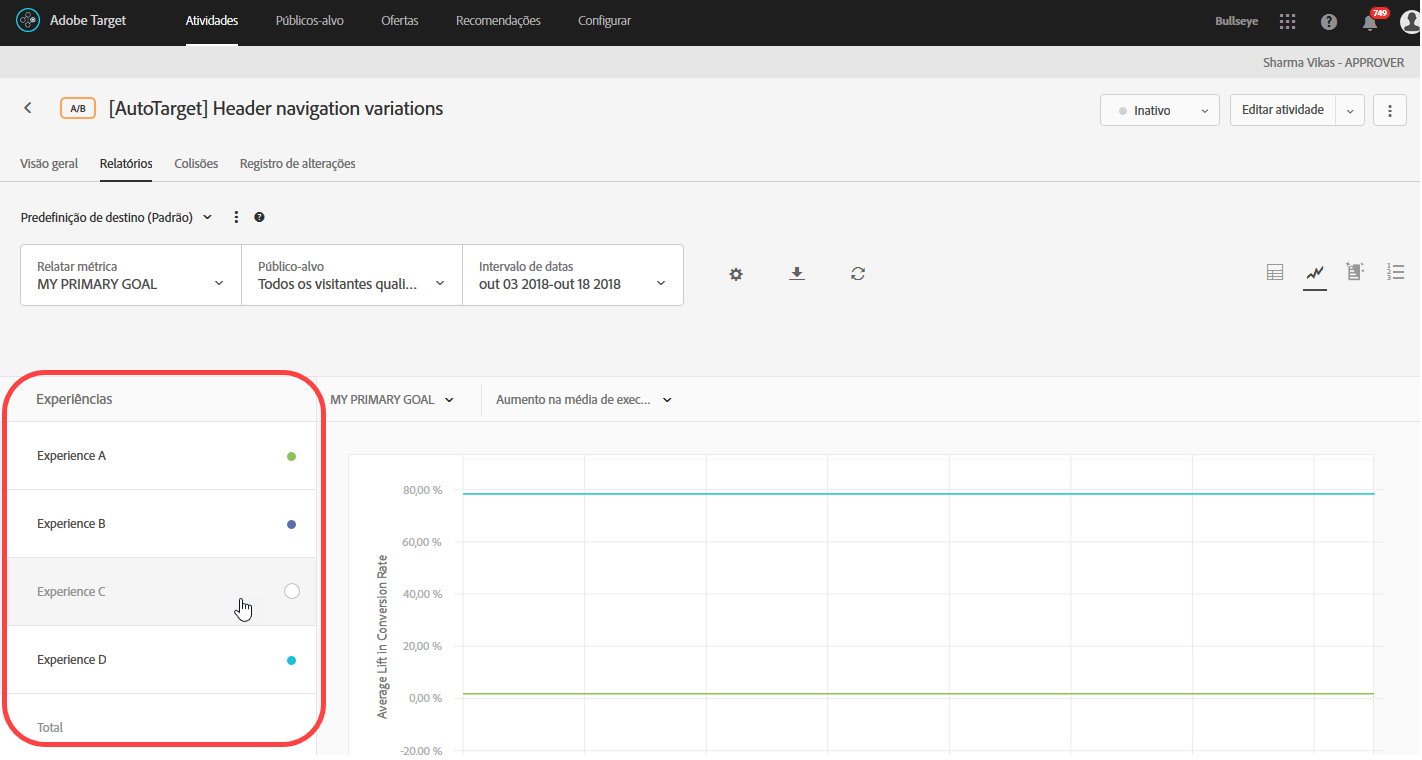 Adobe Target
Atividades
Públicos-alvo
Ofertas
Recomendações
Configurar
Bullseye
749
Sharma Vikas - APPROVER
A/B
[AutoTarget] Header navigation variations
Inativo
Editar atividade
Visão geral
Relatórios
Colisões
Registro de alterações
Predefinição de destino (Padrão)
Relatar métrica
MY PRIMARY GOAL
Público-alvo
Todos os visitantes quali...
Intervalo de datas
out 03 2018-out 18 2018
Experiências
MY PRIMARY GOAL
Aumento na média de exec...
Experience A
Experience B
Experience C
Experience D
Total
Average Lift in Conversion Rate
80,00 %
60,00 %
40,00 %
20,00 %
0,00 %
-20.00 %